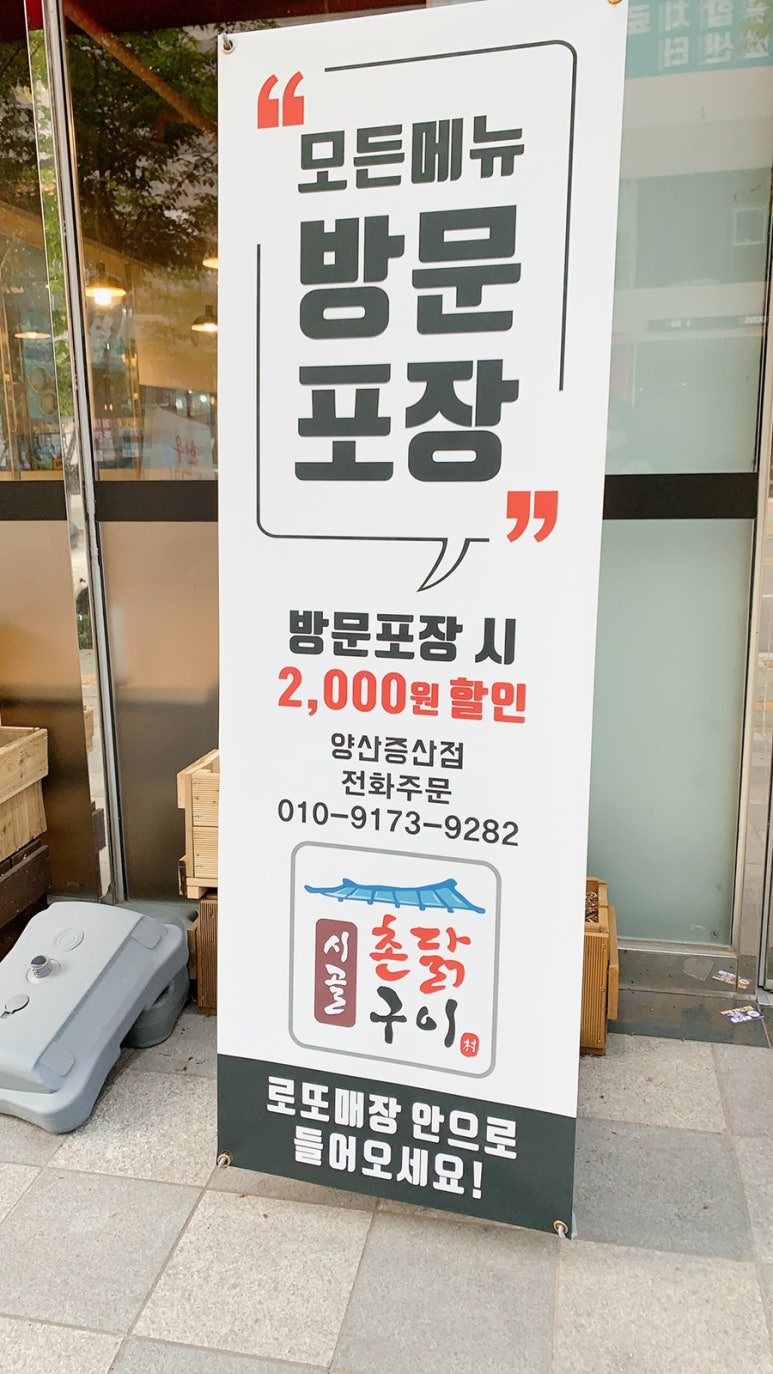 “
모든메뉴
방문
포장
”
방문포장 시
2,000원 할인
양산증산점
전화주문
010-9173-9282
시골
촌닭
구이
村
로또매장 안으로
들어오세요!